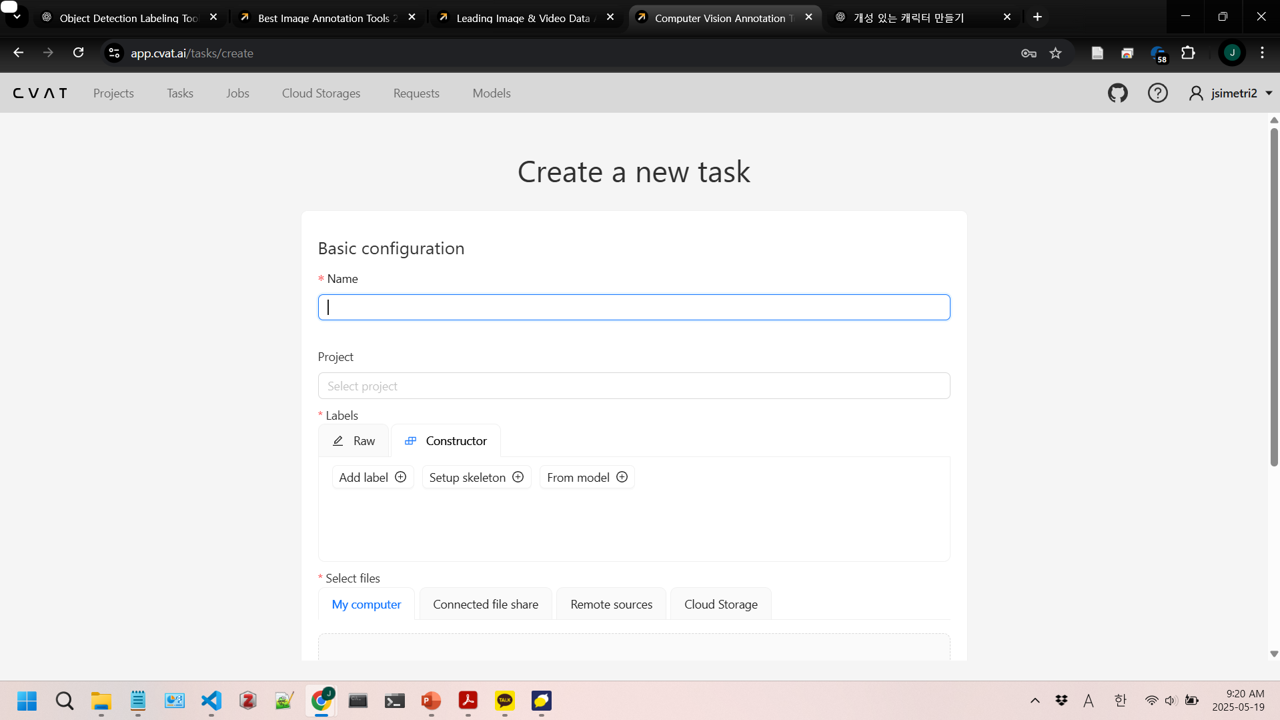 Object Detection Labeling Tool
Best Image Annotation Tools 2
Leading Image & Video Data
Computer Vision Annotation T
개성 있는 캐릭터 만들기
app.cvat.ai/tasks/create
58
J
CVAT
Projects
Tasks
Jobs
Cloud Storages
Requests
Models
jsimetri2
Create a new task
Basic configuration
* Name
Project
Select project
* Labels
Raw
Constructor
Add label
Setup skeleton
From model
* Select files
My computer
Connected file share
Remote sources
Cloud Storage
J
TALK
A
한
9:20 AM
2025-05-19